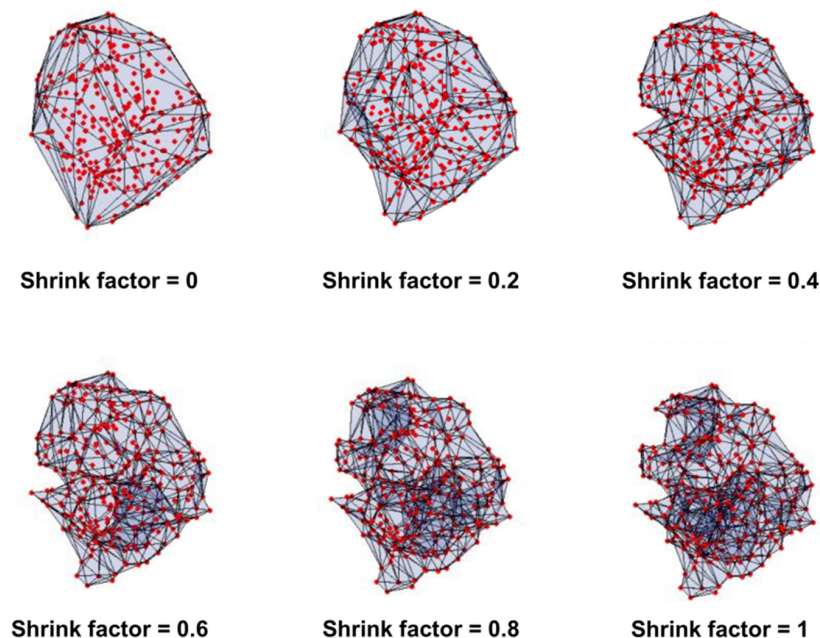 Shrink factor = 0
Shrink factor = 0.2
Shrink factor = 0.4
Shrink factor = 0.6
Shrink factor = 0.8
Shrink factor = 1